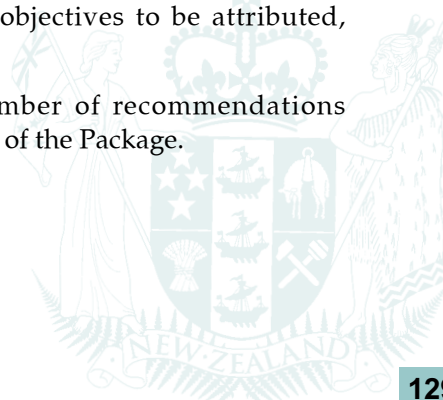 objectives to be attributed,
mber of recommendations
of the Package.
NEW ZEALAND
129